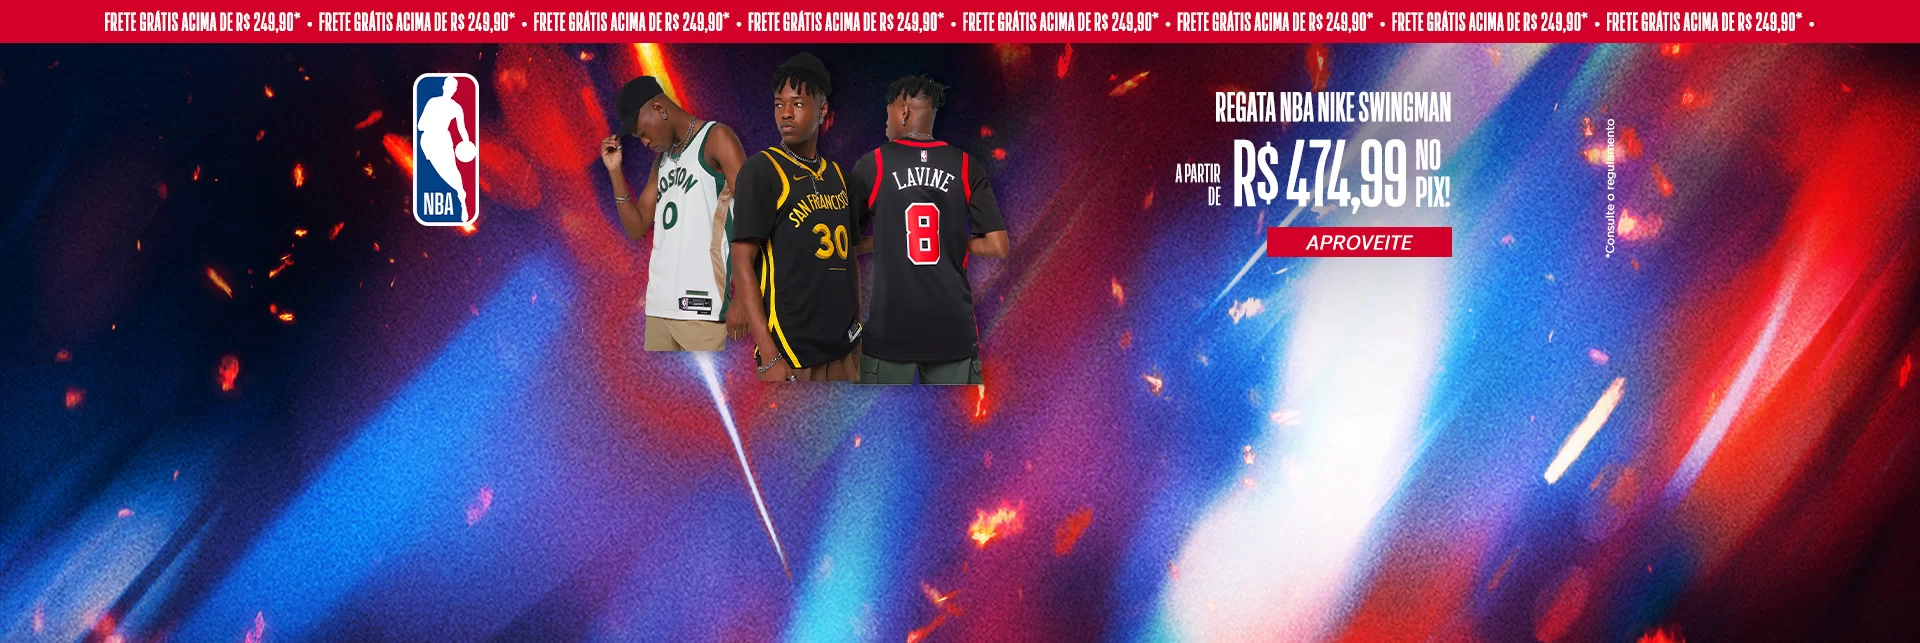 FRETE GRÁTIS ACIMA DE R$ 249,90* • FRETE GRÁTIS ACIMA DE R$ 249,90* • FRETE GRÁTIS ACIMA DE R$ 249,90* • FRETE GRÁTIS ACIMA DE R$ 249,90* • FRETE GRÁTIS ACIMA DE R$ 249,90* • FRETE GRÁTIS ACIMA DE R$ 249,90* • FRETE GRÁTIS ACIMA DE R$ 249,90* • FRETE GRÁTIS ACIMA DE R$ 249,90* •
NBA
BOSTON
0
SAN FRANCISCO
30
LAVINE
8
REGATA NBA NIKE SWINGMAN
A PARTIR DE R$ 474,99 NO PIX!
APROVEITE
*Consulte o regulamento